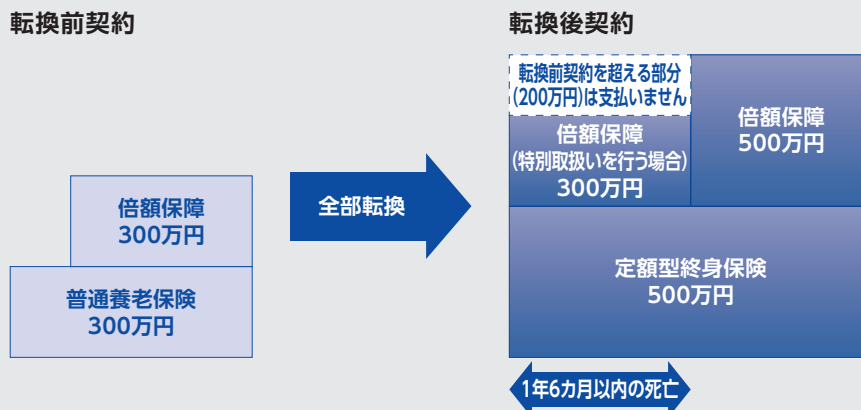 転換前契約
転換後契約
倍額保障
300万円
普通養老保険
300万円
全部転換
転換前契約を超える部分
(200万円)は支払いません
倍額保障
(特別取扱いを行う場合)
300万円
倍額保障
500万円
定額型終身保険
500万円
1年6カ月以内の死亡